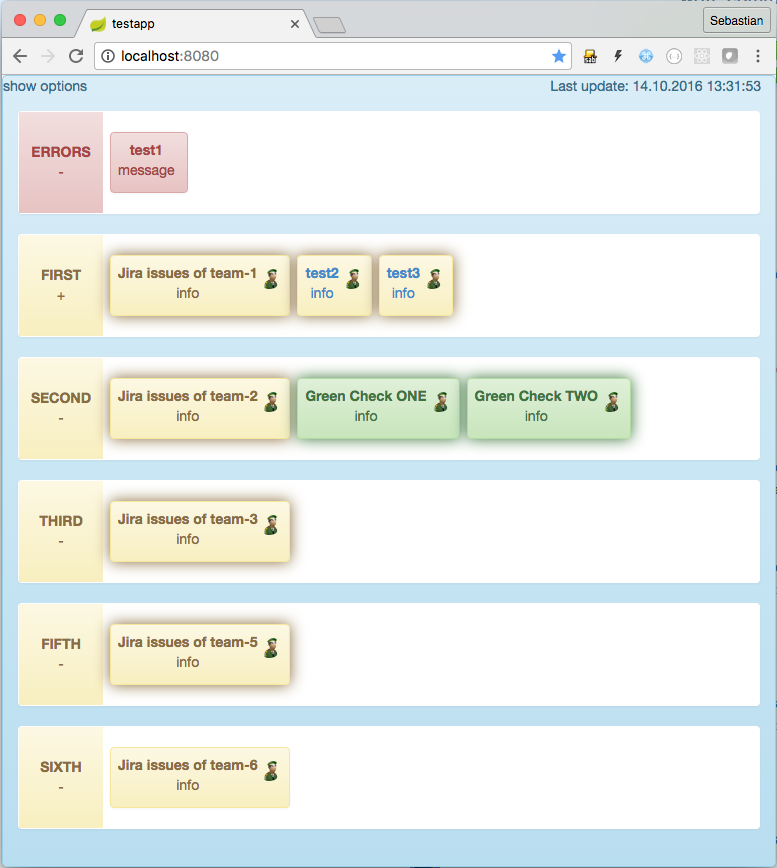 testapp
Sebastian
localhost:8080
show options
Last update: 14.10.2016 13:31:53
ERRORS
-
test1
message
FIRST
+
Jira issues of team-1
info
test2
info
test3
info
SECOND
-
Jira issues of team-2
info
Green Check ONE
info
Green Check TWO
info
THIRD
-
Jira issues of team-3
info
FIFTH
-
Jira issues of team-5
info
SIXTH
-
Jira issues of team-6
info